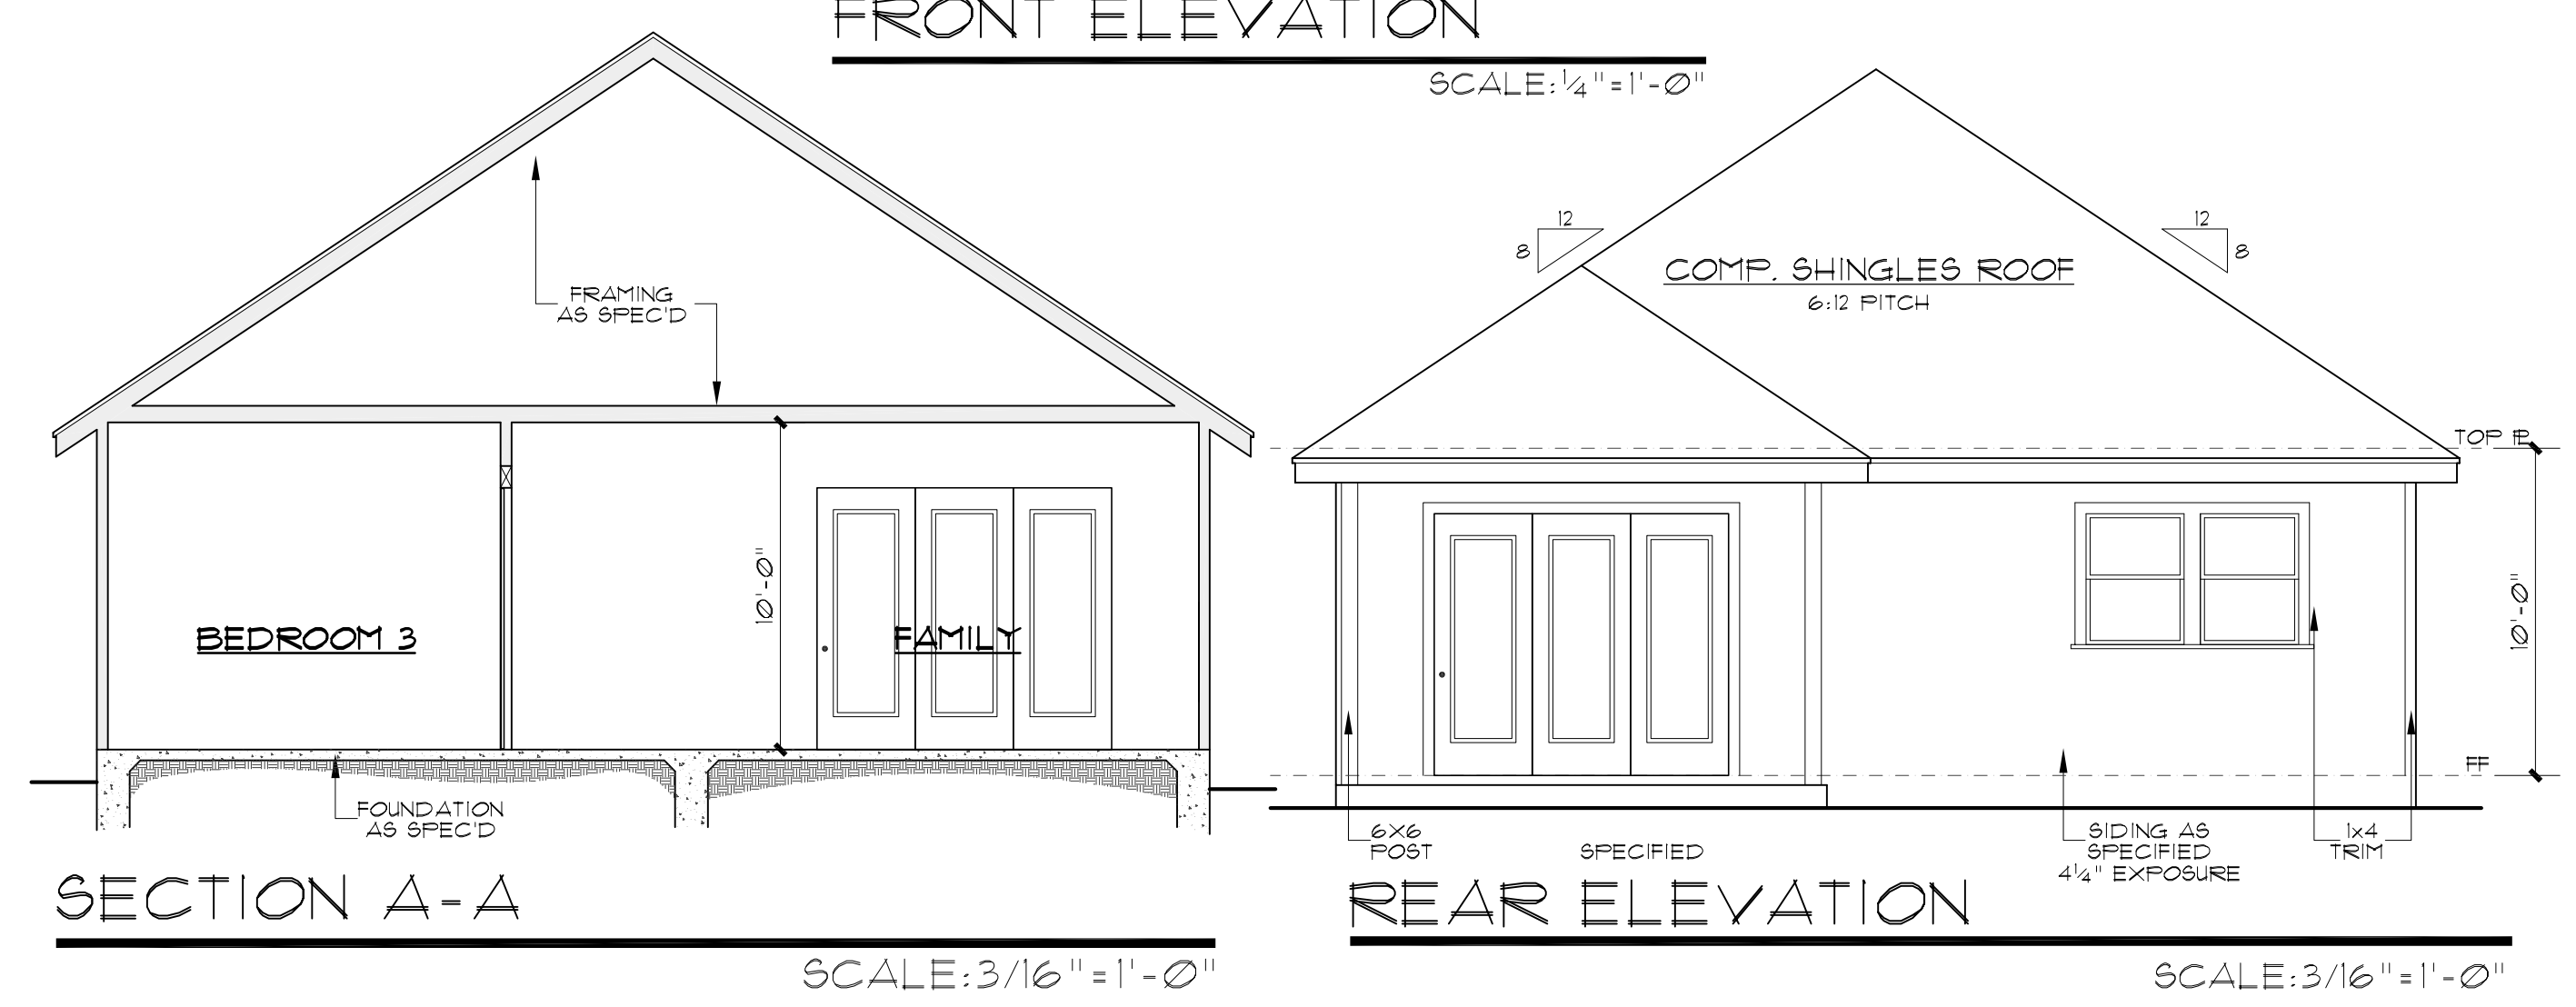 FRONT ELEVATION
SCALE:¼"=1'-0"
12
8
12
8
COMP. SHINGLES ROOF
6:12 PITCH
FRAMING
AS SPEC'D
TOP PL
10'-0"
10'-0"
BEDROOM 3
FAMILY
FF
FOUNDATION
AS SPEC'D
6X6
POST
SPECIFIED
SIDING AS
SPECIFIED
4¼" EXPOSURE
1x4
TRIM
SECTION A-A
SCALE:3/16"=1'-0"
REAR ELEVATION
SCALE:3/16"=1'-0"